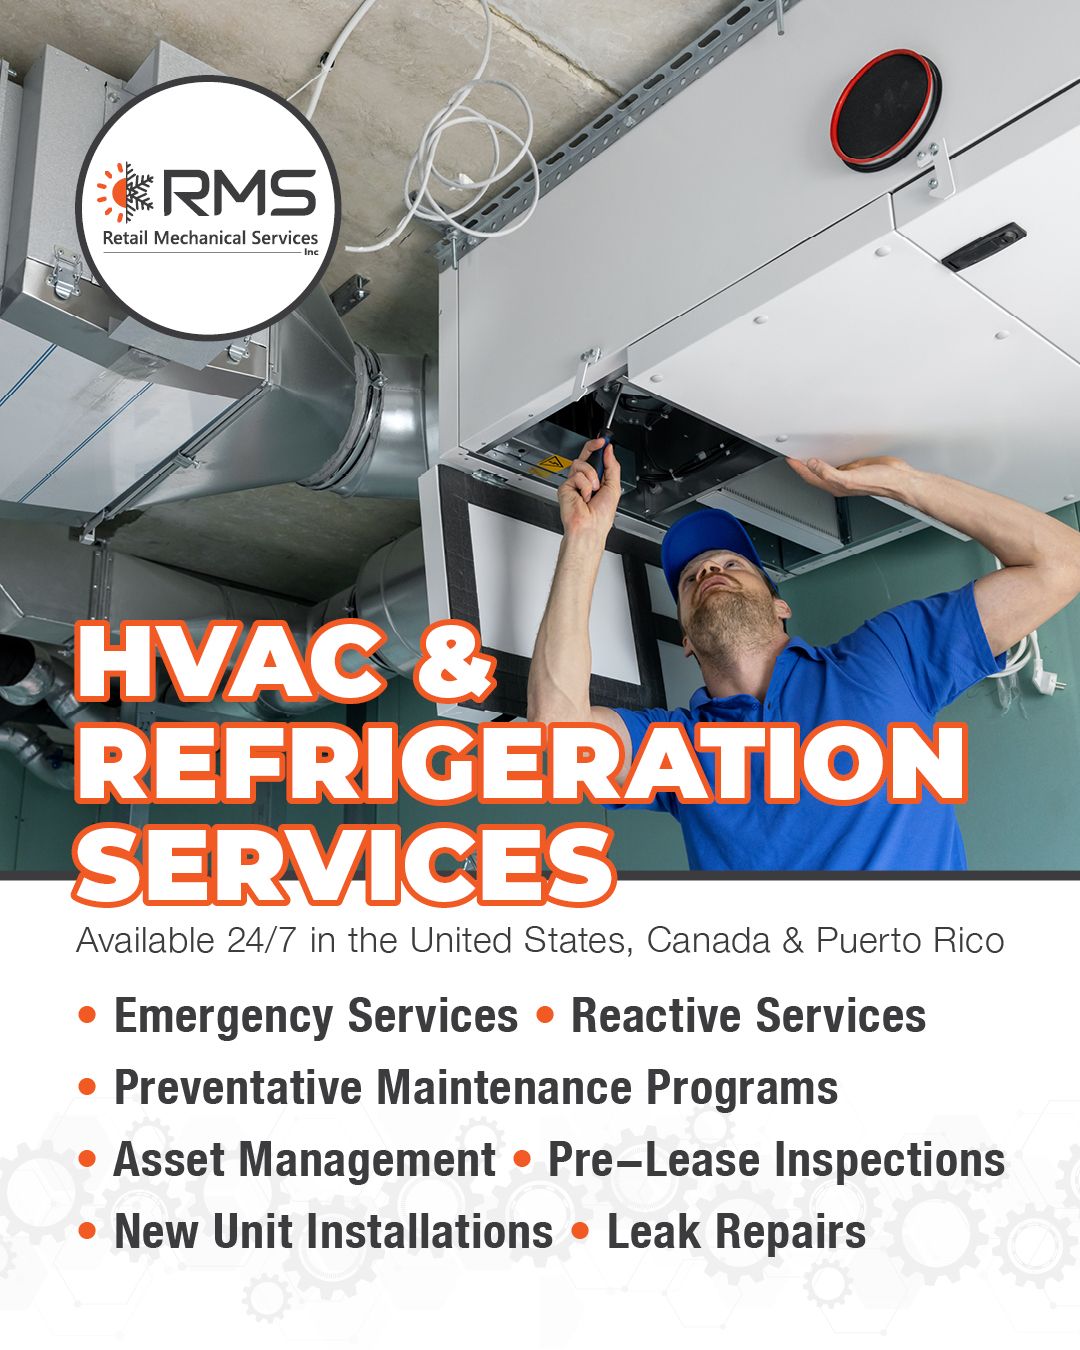 RMS
Retail Mechanical Services
Inc
HVAC &
REFRIGERATION
SERVICES
Available 24/7 in the United States, Canada & Puerto Rico
• Emergency Services • Reactive Services
• Preventative Maintenance Programs
• Asset Management • Pre–Lease Inspections
• New Unit Installations • Leak Repairs